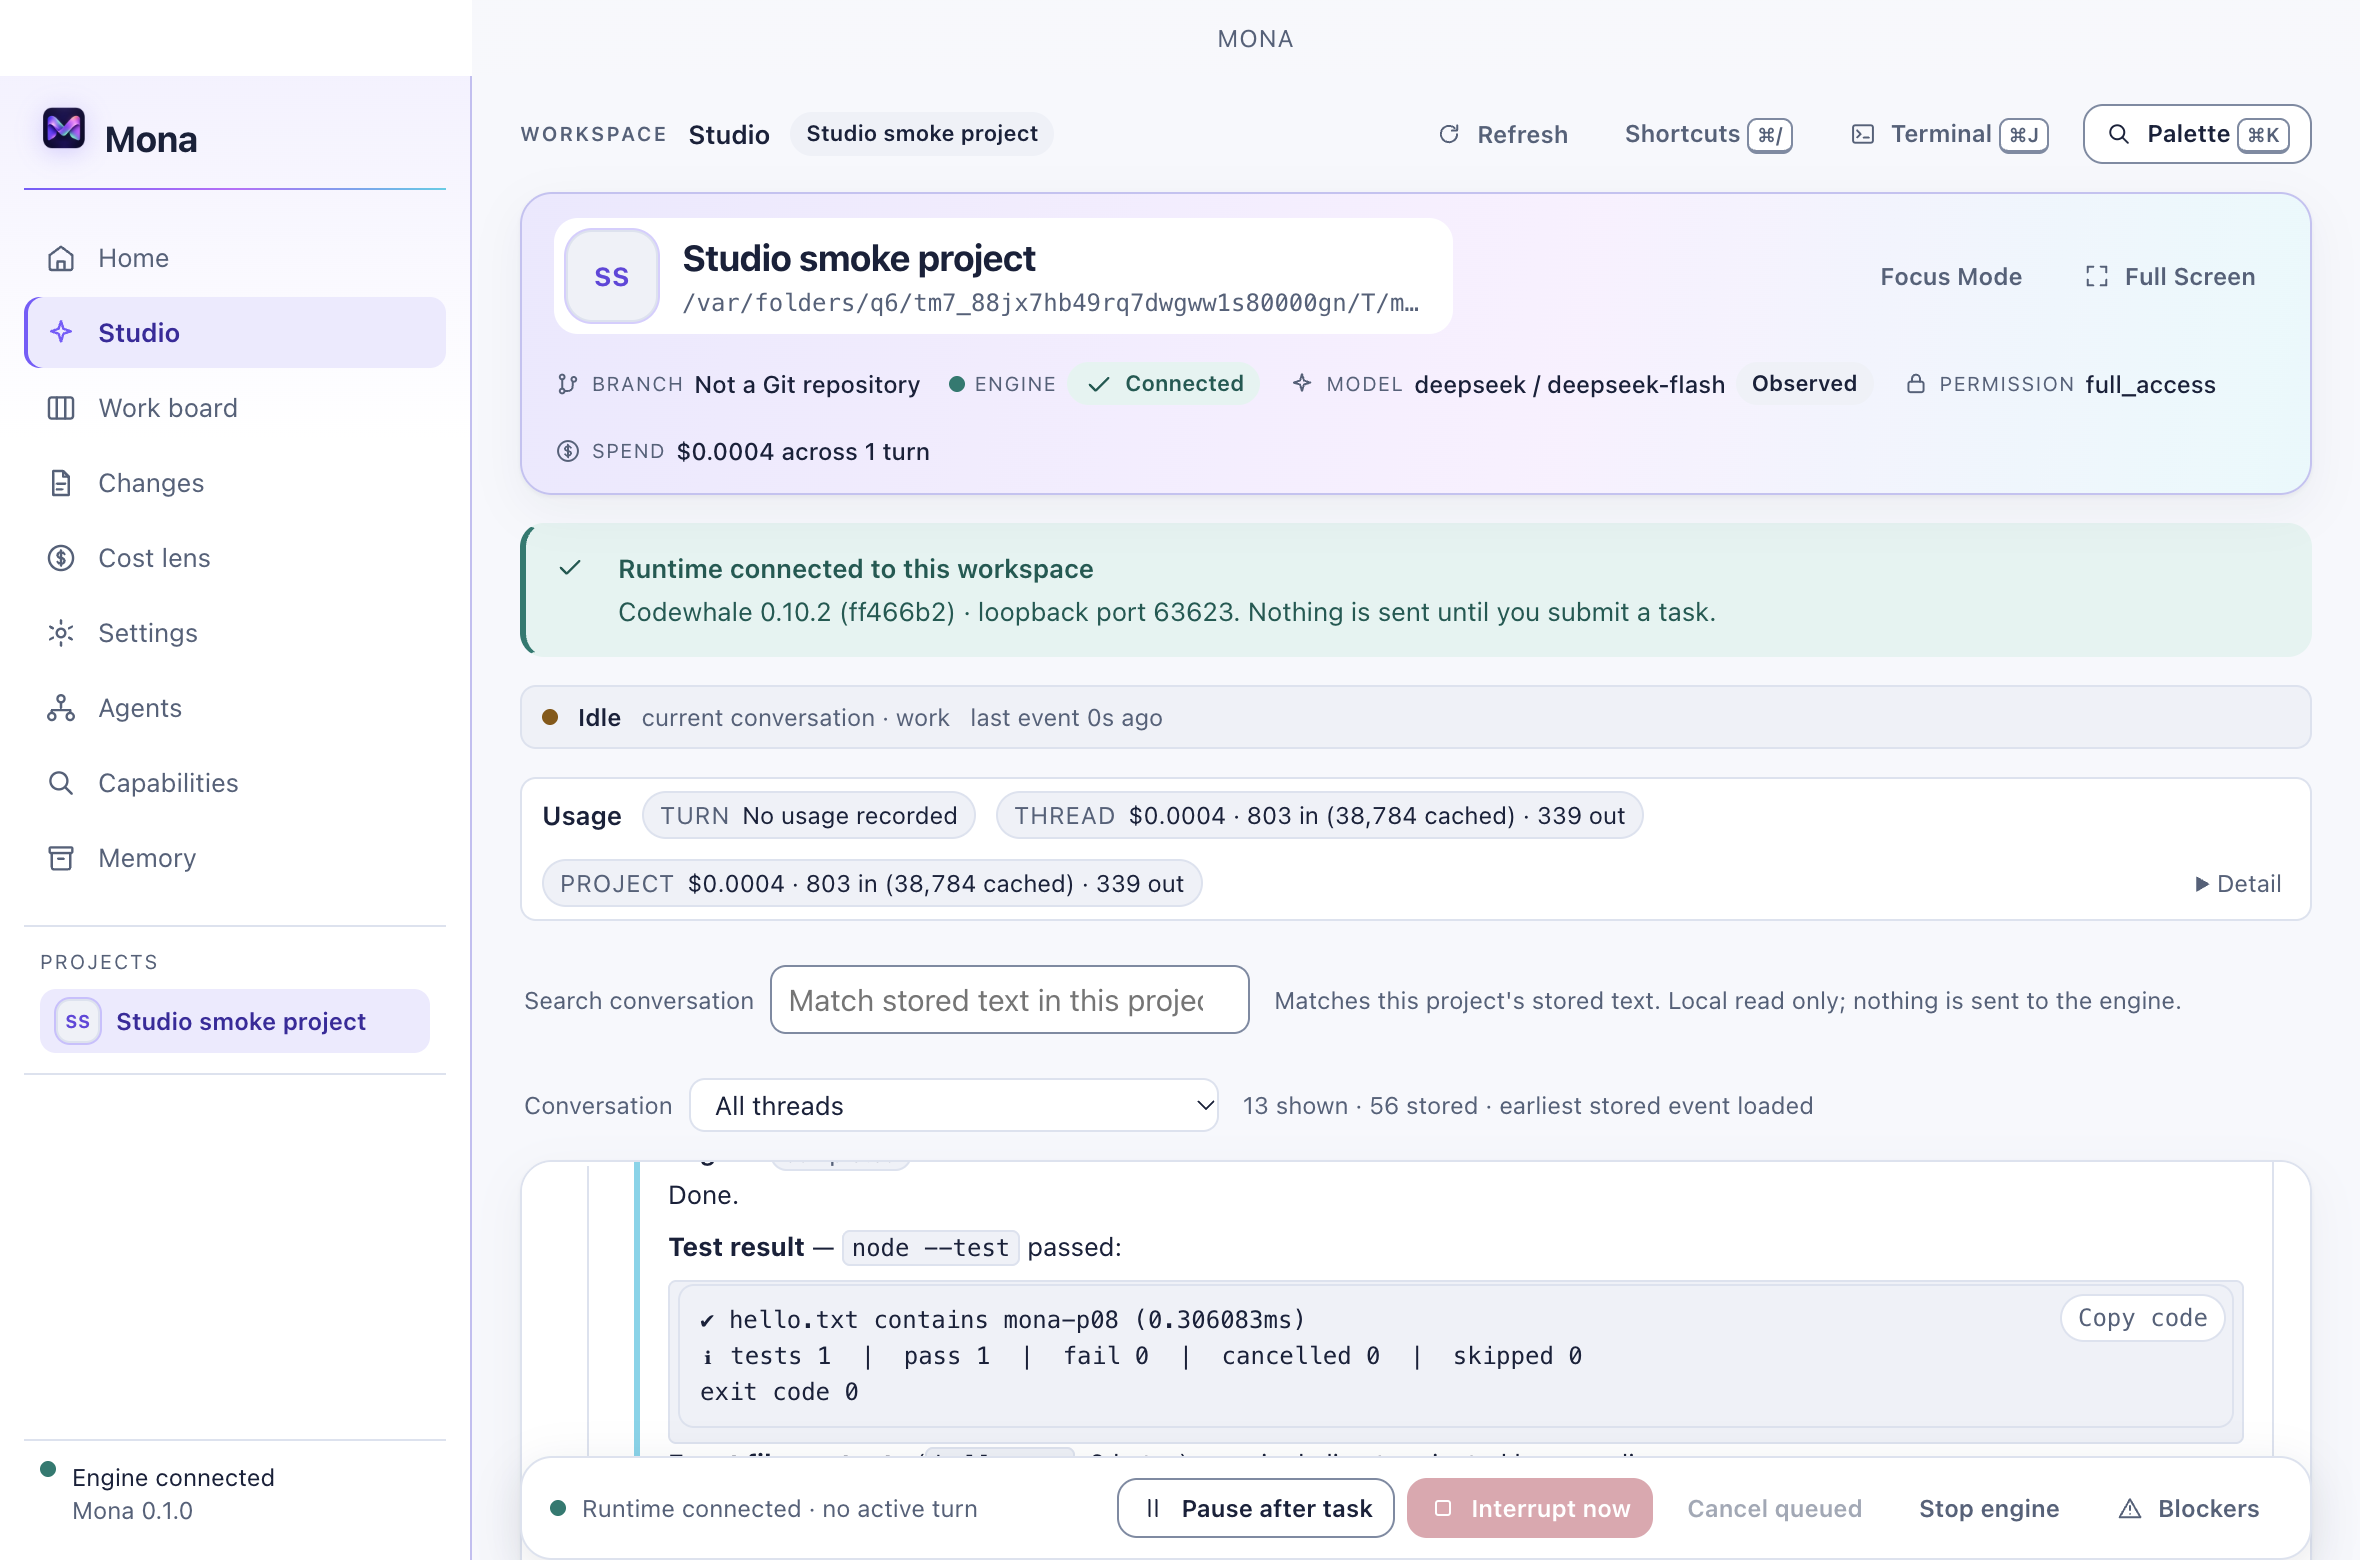 MONA
Mona
Home
Studio
Work board
Changes
Cost lens
Settings
Agents
Capabilities
Memory
PROJECTS
SS Studio smoke project
Engine connected
Mona 0.1.0
WORKSPACE Studio Studio smoke project Refresh Shortcuts ⌘/ Terminal ⌘J Palette ⌘K
SS
Studio smoke project
/var/folders/q6/tm7_88jx7hb49rq7dwgww1s80000gn/T/m…
Focus Mode Full Screen
BRANCH Not a Git repository ENGINE Connected MODEL deepseek / deepseek-flash Observed PERMISSION full_access
SPEND $0.0004 across 1 turn
Runtime connected to this workspace
Codewhale 0.10.2 (ff466b2) · loopback port 63623. Nothing is sent until you submit a task.
Idle current conversation · work last event 0s ago
Usage TURN No usage recorded THREAD $0.0004 · 803 in (38,784 cached) · 339 out
PROJECT $0.0004 · 803 in (38,784 cached) · 339 out Detail
Search conversation Match stored text in this projec Matches this project's stored text. Local read only; nothing is sent to the engine.
Conversation All threads 13 shown · 56 stored · earliest stored event loaded
Done.
Test result — node --test passed:
✔ hello.txt contains mona-p08 (0.306083ms)
ℹ tests 1 | pass 1 | fail 0 | cancelled 0 | skipped 0
exit code 0
Copy code
Runtime connected · no active turn Pause after task Interrupt now Cancel queued Stop engine Blockers